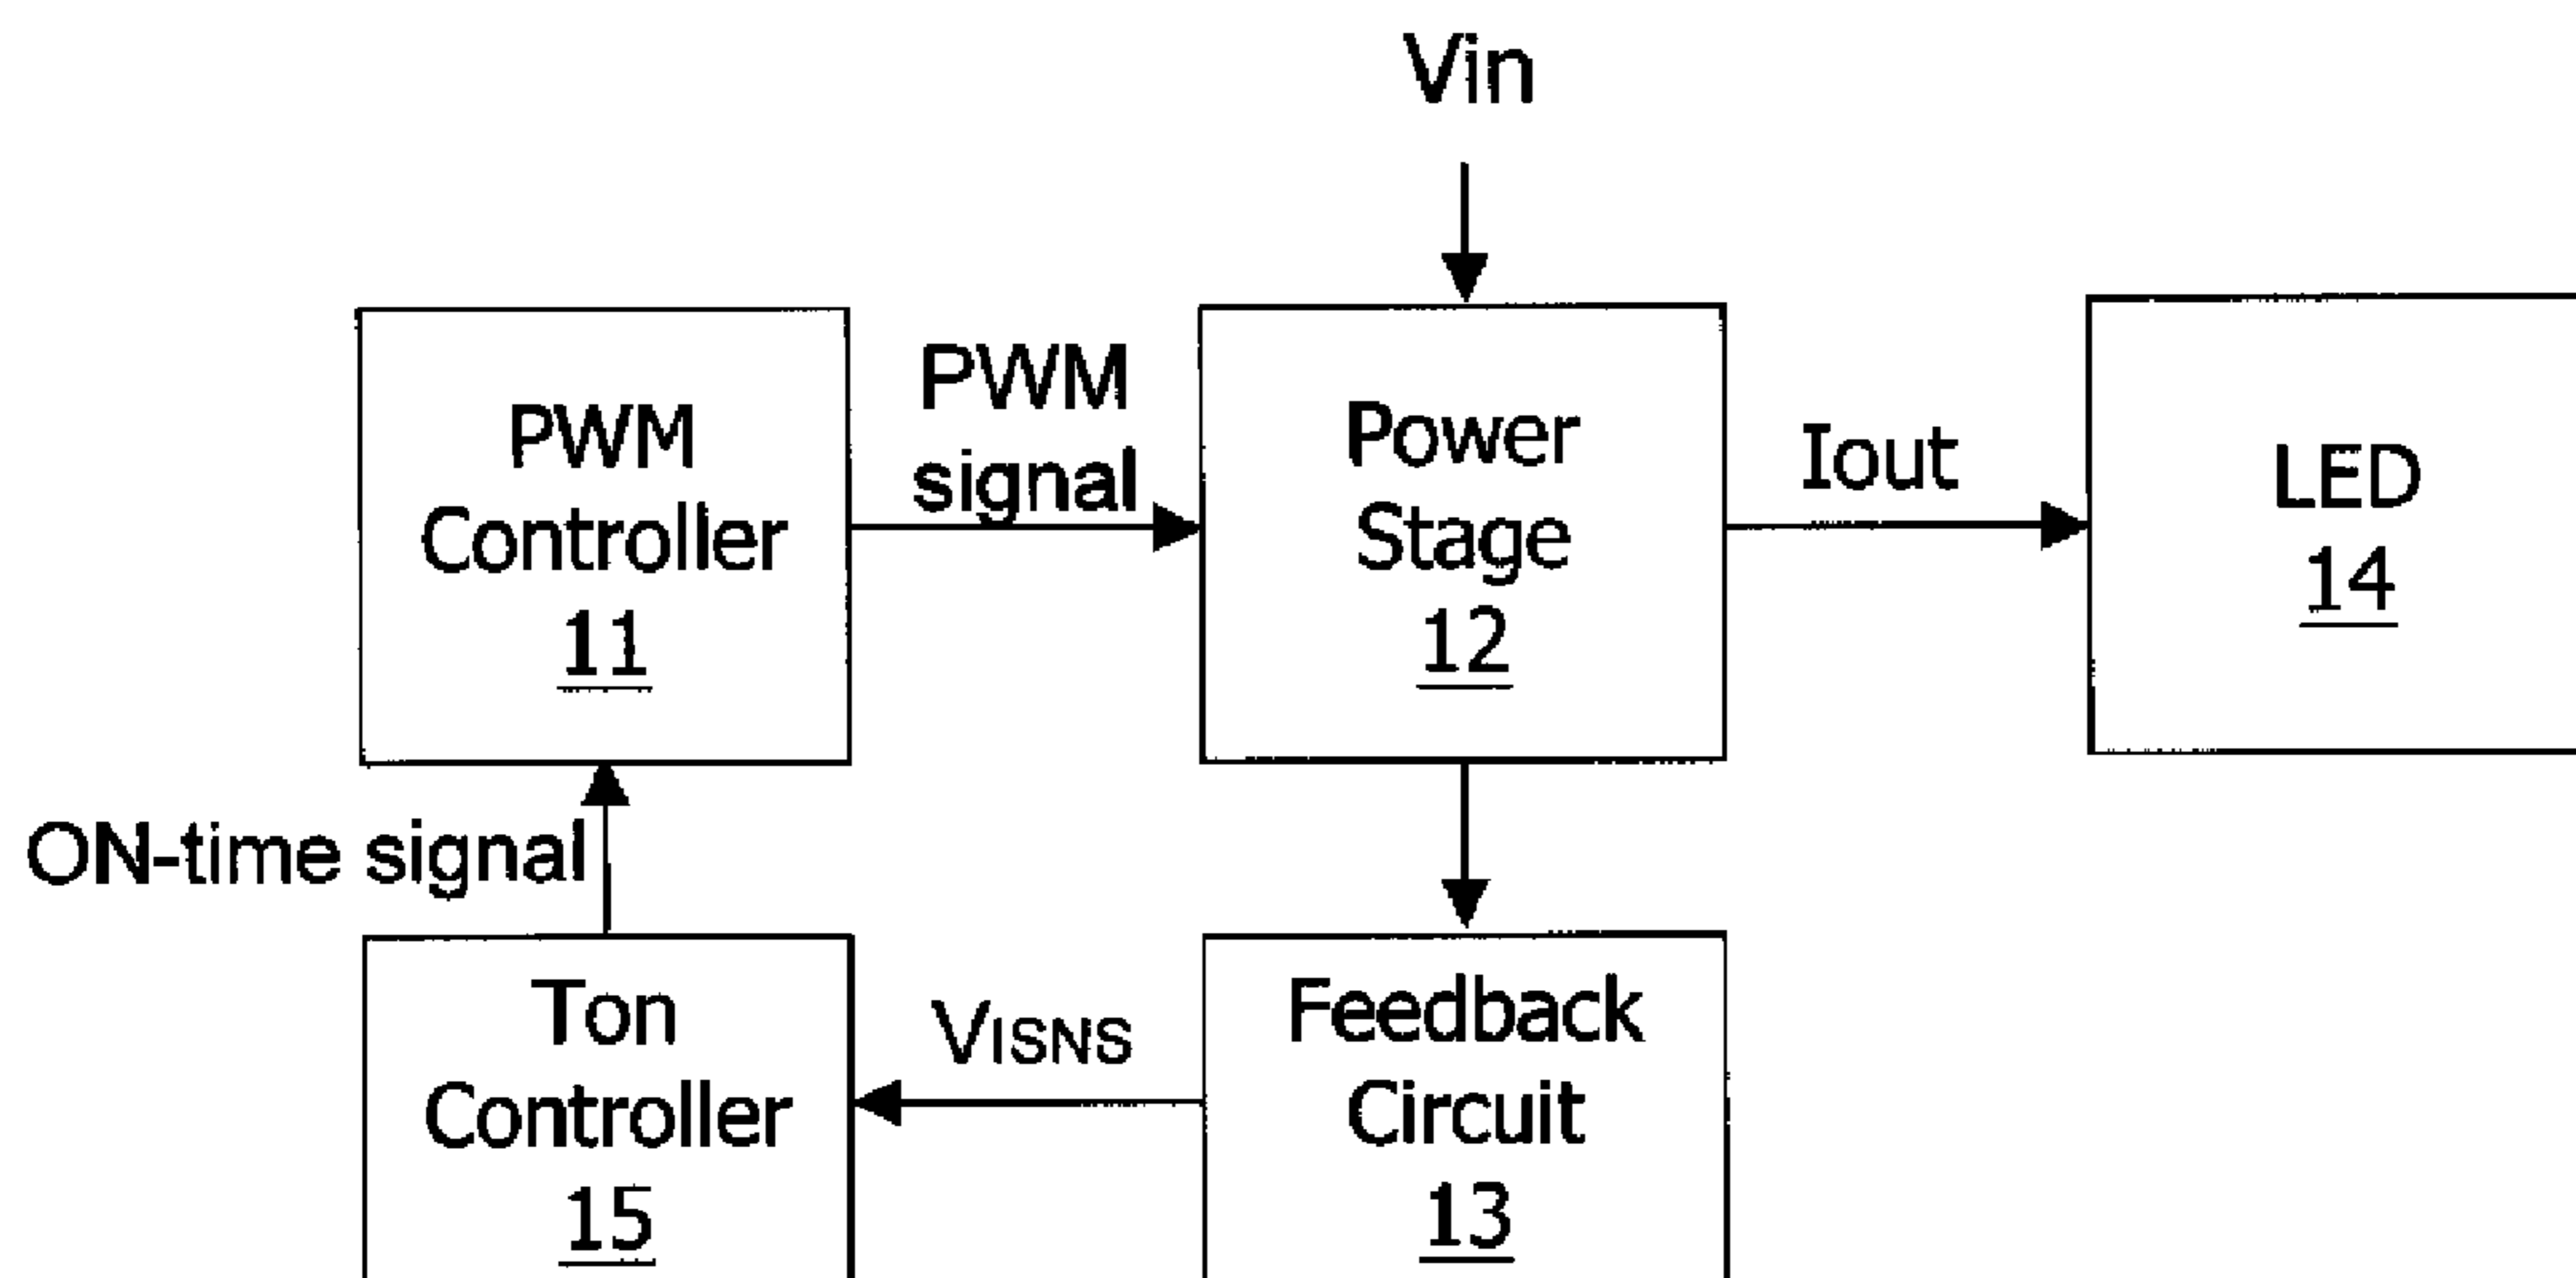 Vin
PWM
Controller
11
PWM
signal
Power
Stage
12
Iout
LED
14
ON-time signal
Ton
Controller
15
VISNS
Feedback
Circuit
13